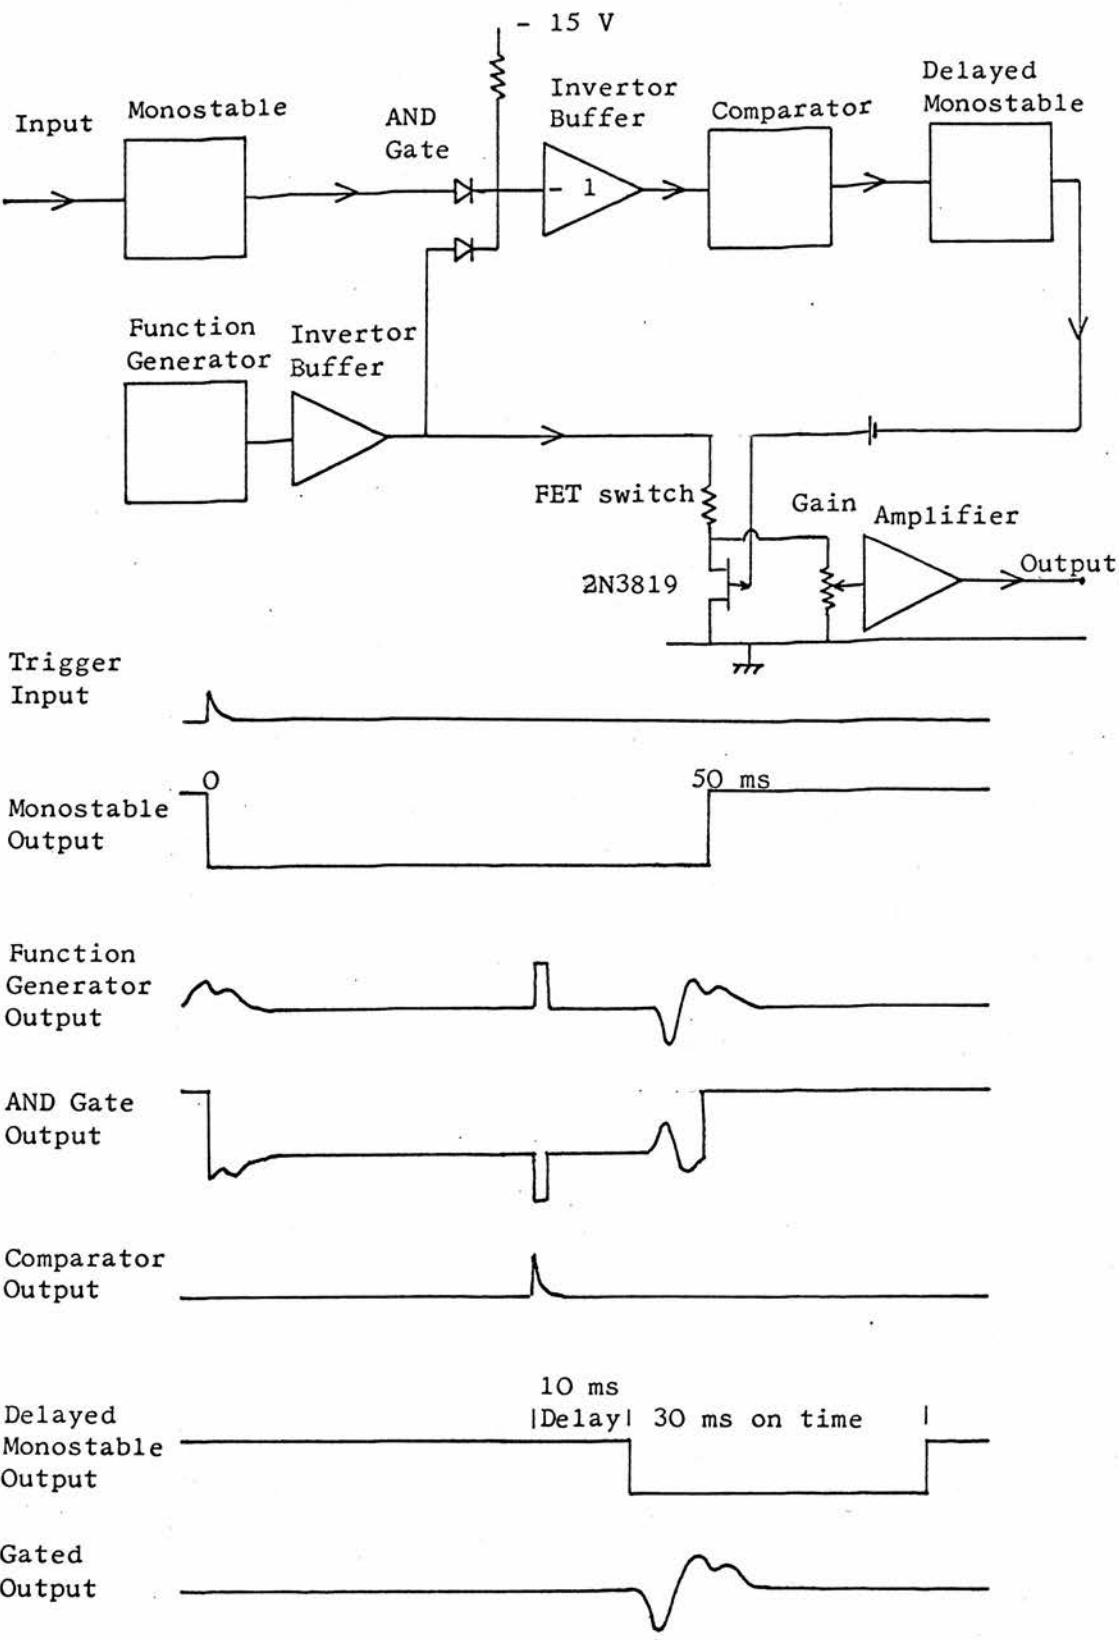 - 15 V
Input
Monostable
AND
Gate
Invertor
Buffer
Comparator
Delayed
Monostable
- 1
Function
Generator
Invertor
Buffer
FET switch
Gain
Amplifier
Output
2N3819
Trigger
Input
0
50 ms
Monostable
Output
Function
Generator
Output
AND Gate
Output
Comparator
Output
10 ms
Delay
30 ms on time
Delayed
Monostable
Output
Gated
Output